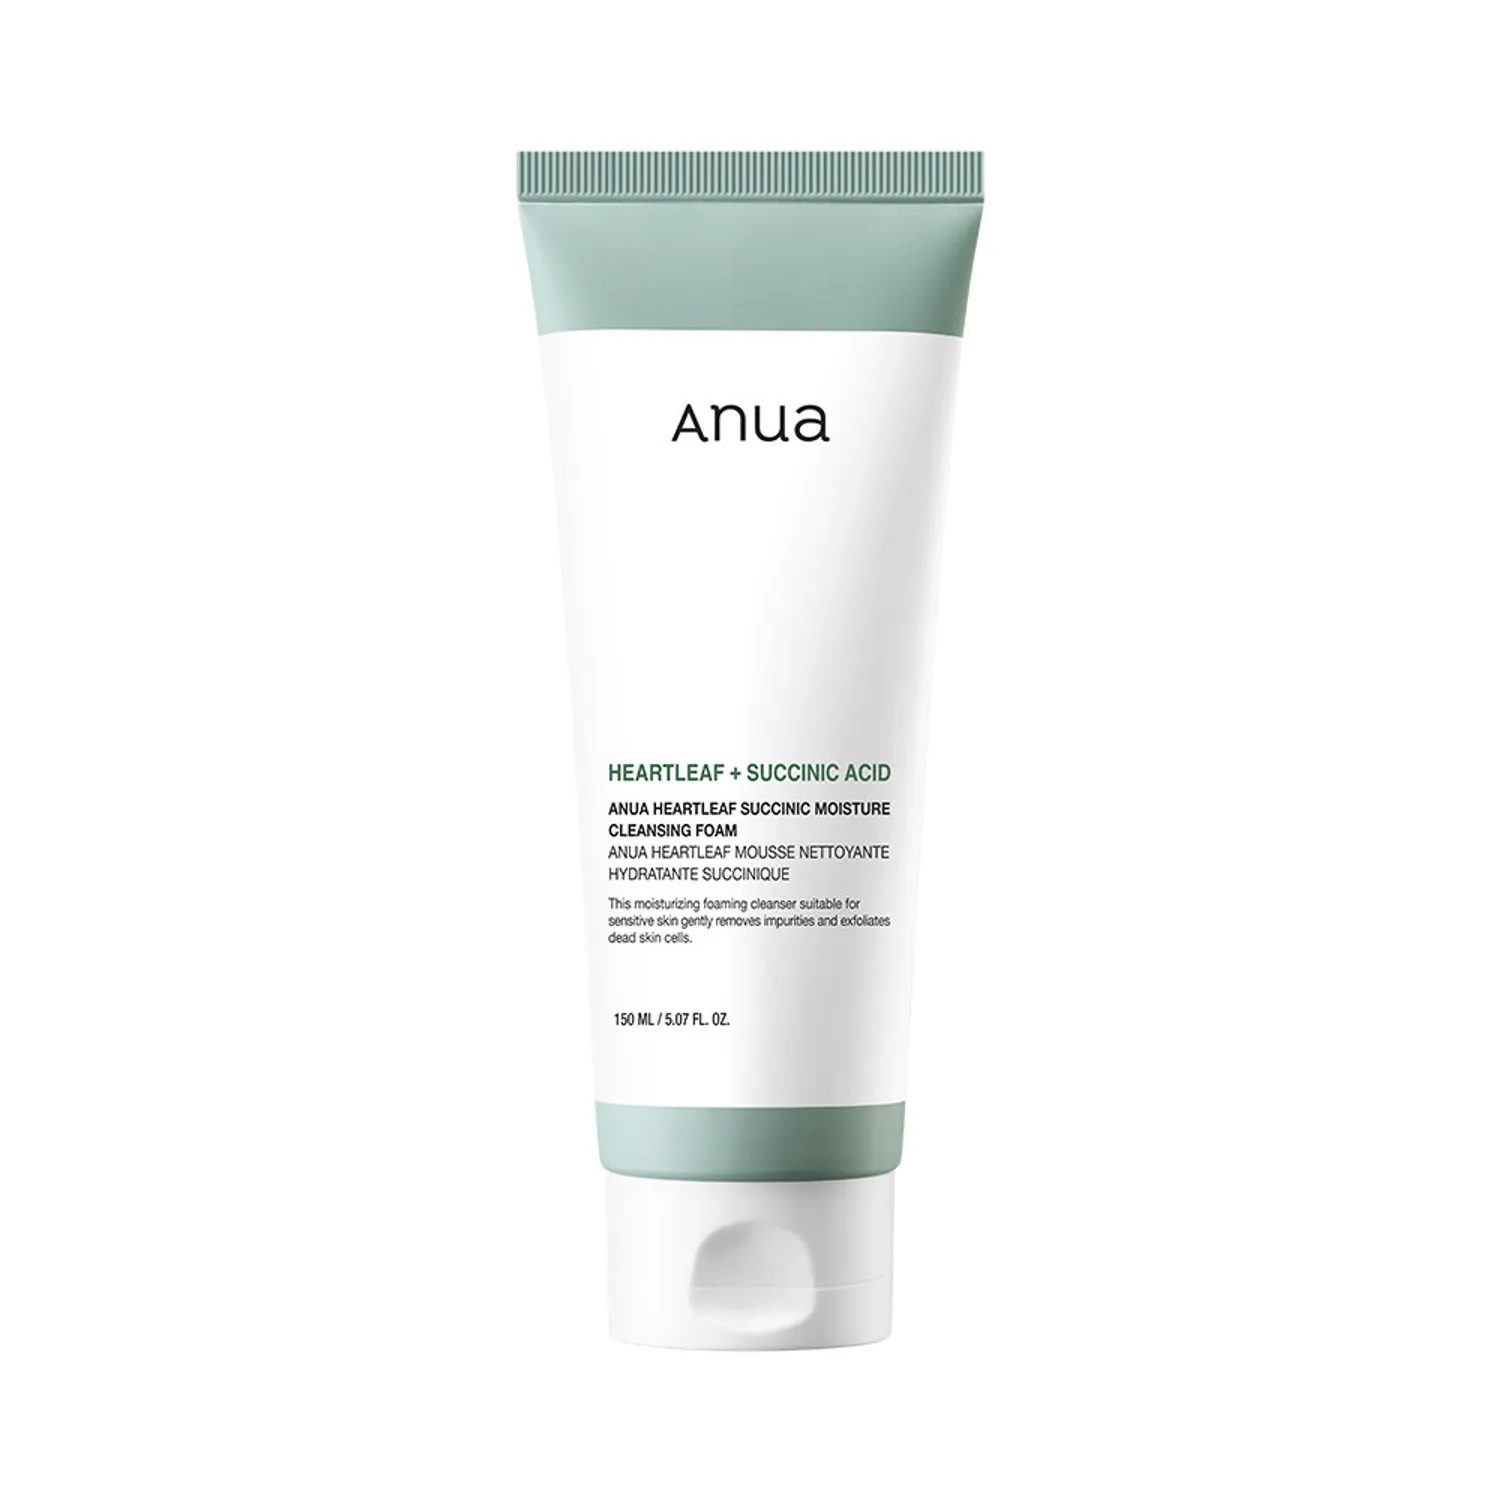 Anua
HEARTLEAF + SUCCINIC ACID
ANUA HEARTLEAF SUCCINIC MOISTURE
CLEANSING FOAM
ANUA HEARTLEAF MOUSSE NETTOYANTE
HYDRATANTE SUCCINIQUE
This moisturizing foaming cleanser suitable for
sensitive skin gently removes impurities and exfoliates
dead skin cells.
150 ML / 5.07 FL. OZ.